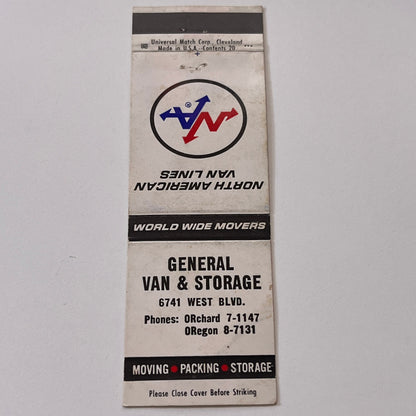 Universal Match Corp., Cleveland
Made in U.S.A.-Contents 20
NA
®
NORTH AMERICAN
VAN LINES
WORLD WIDE MOVERS
GENERAL
VAN & STORAGE
6741 WEST BLVD.
Phones: ORchard 7-1147
ORegon 8-7131
MOVING • PACKING • STORAGE
Please Close Cover Before Striking